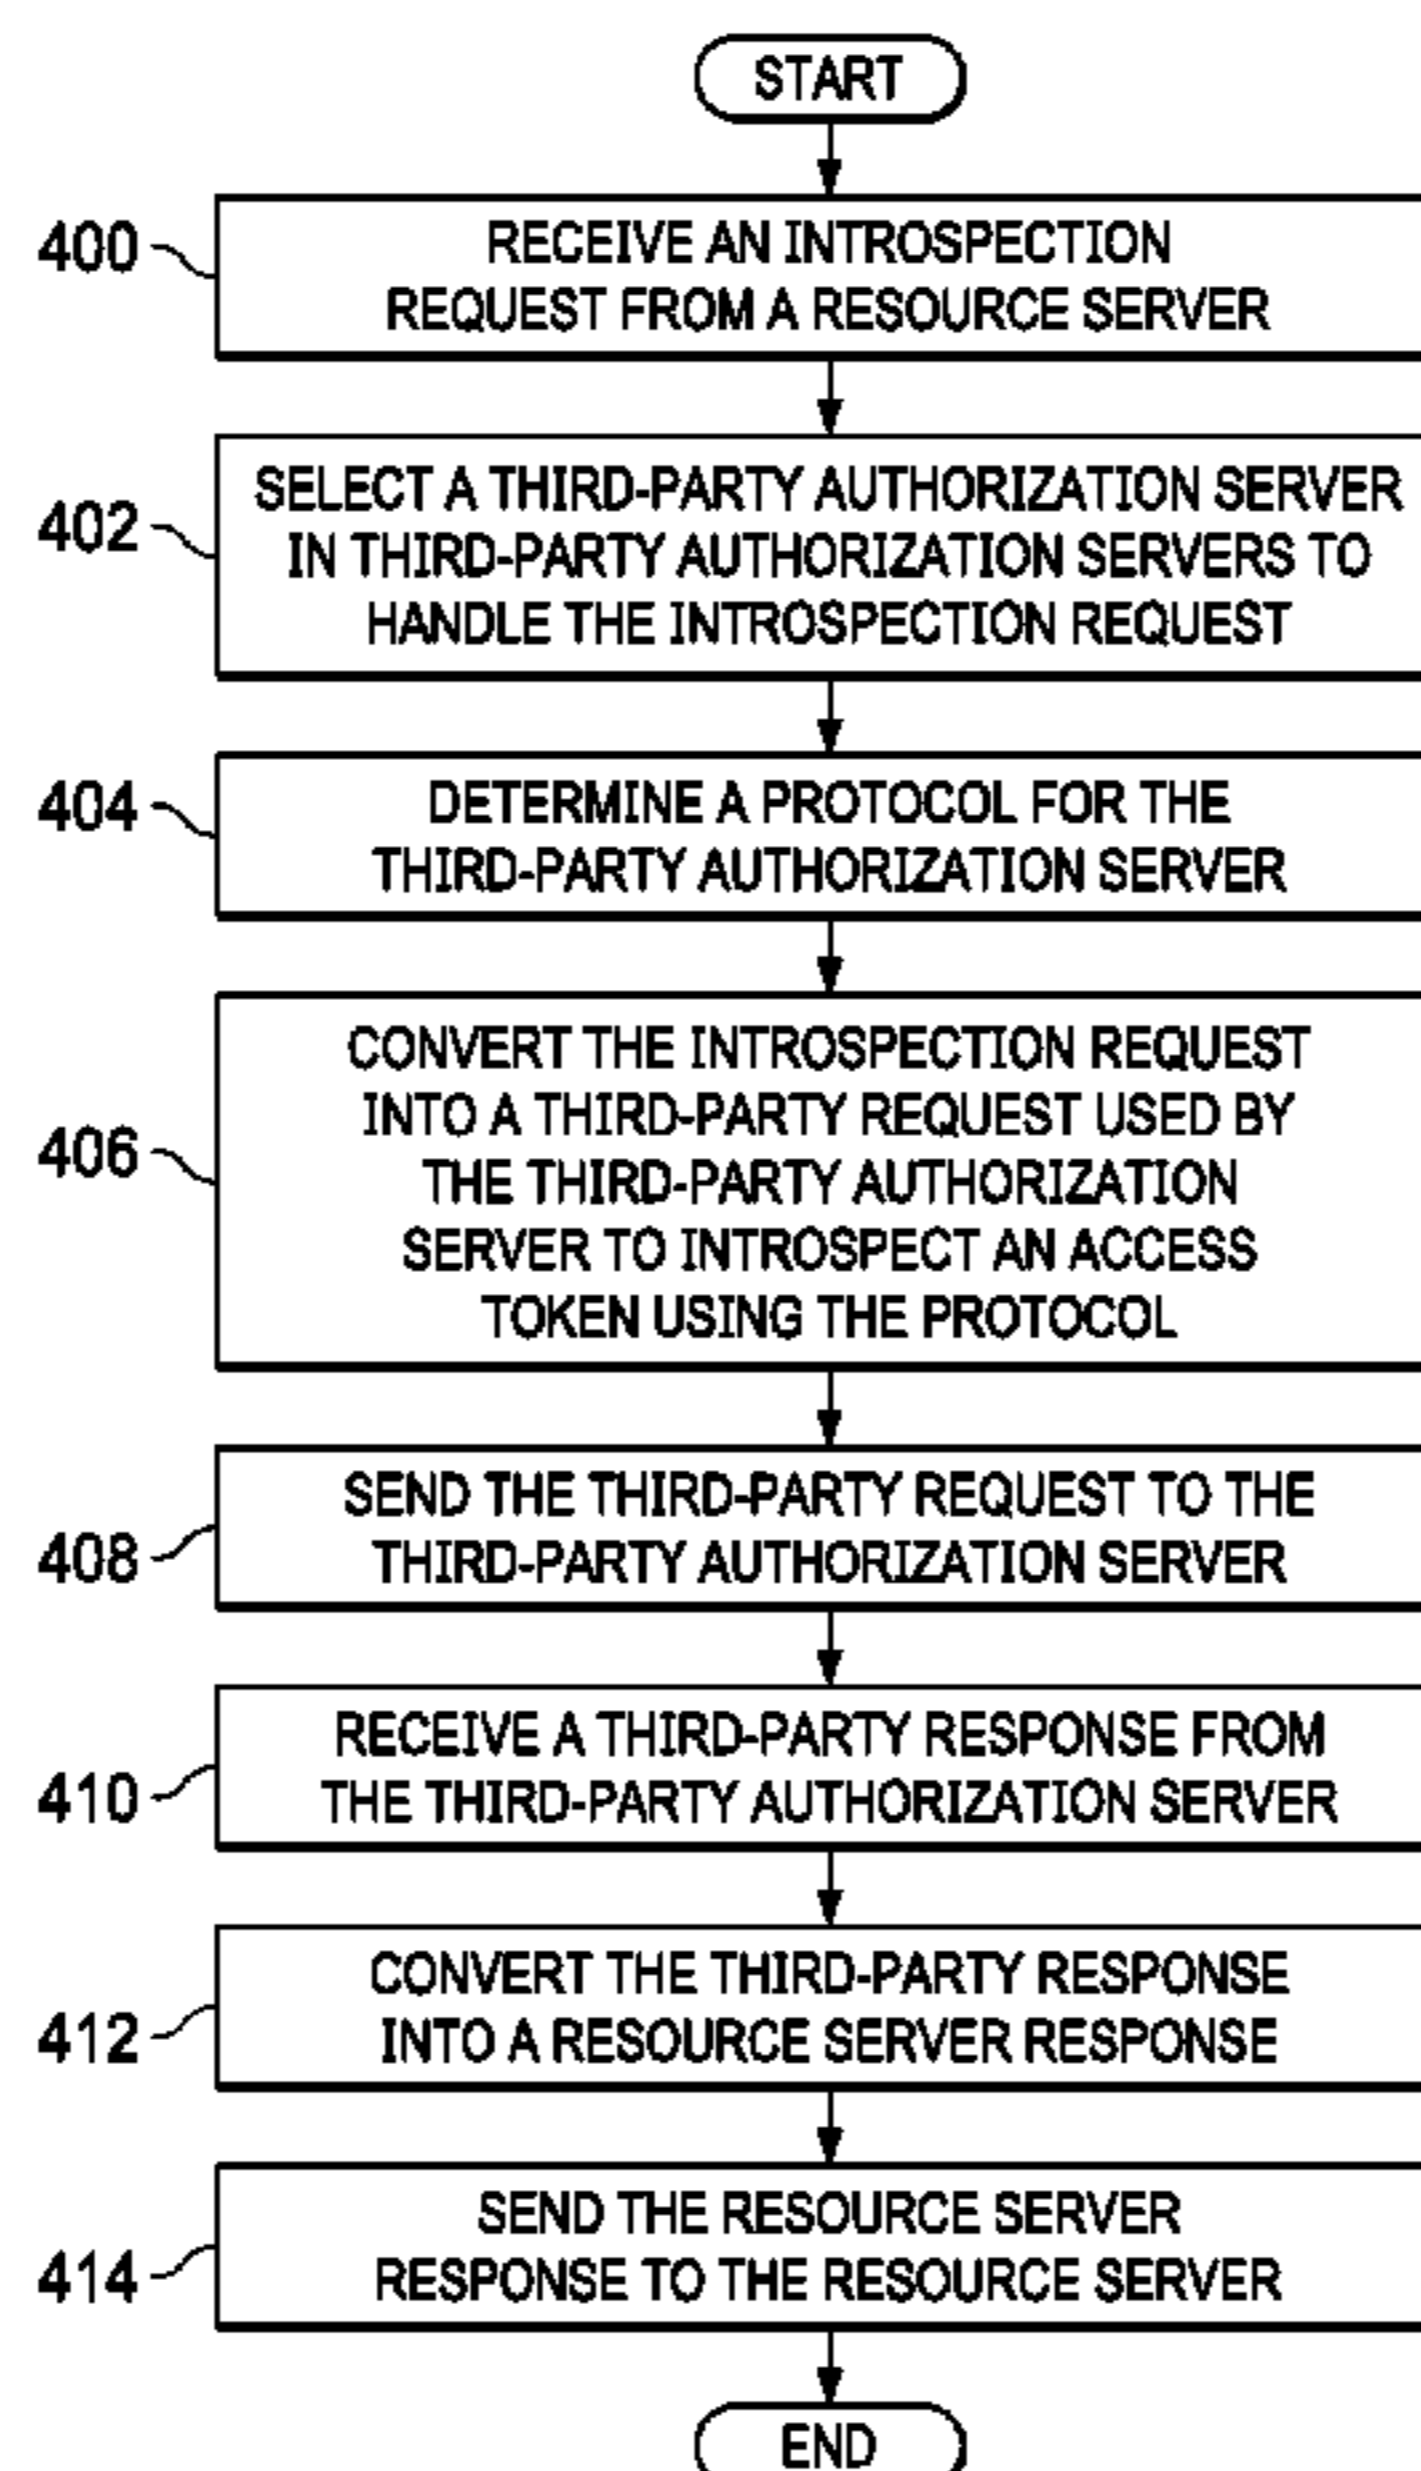 START
400
RECEIVE AN INTROSPECTION
REQUEST FROM A RESOURCE SERVER
402
SELECT A THIRD-PARTY AUTHORIZATION SERVER
IN THIRD-PARTY AUTHORIZATION SERVERS TO
HANDLE THE INTROSPECTION REQUEST
404
DETERMINE A PROTOCOL FOR THE
THIRD-PARTY AUTHORIZATION SERVER
406
CONVERT THE INTROSPECTION REQUEST
INTO A THIRD-PARTY REQUEST USED BY
THE THIRD-PARTY AUTHORIZATION
SERVER TO INTROSPECT AN ACCESS
TOKEN USING THE PROTOCOL
408
SEND THE THIRD-PARTY REQUEST TO THE
THIRD-PARTY AUTHORIZATION SERVER
410
RECEIVE A THIRD-PARTY RESPONSE FROM
THE THIRD-PARTY AUTHORIZATION SERVER
412
CONVERT THE THIRD-PARTY RESPONSE
INTO A RESOURCE SERVER RESPONSE
414
SEND THE RESOURCE SERVER
RESPONSE TO THE RESOURCE SERVER
END